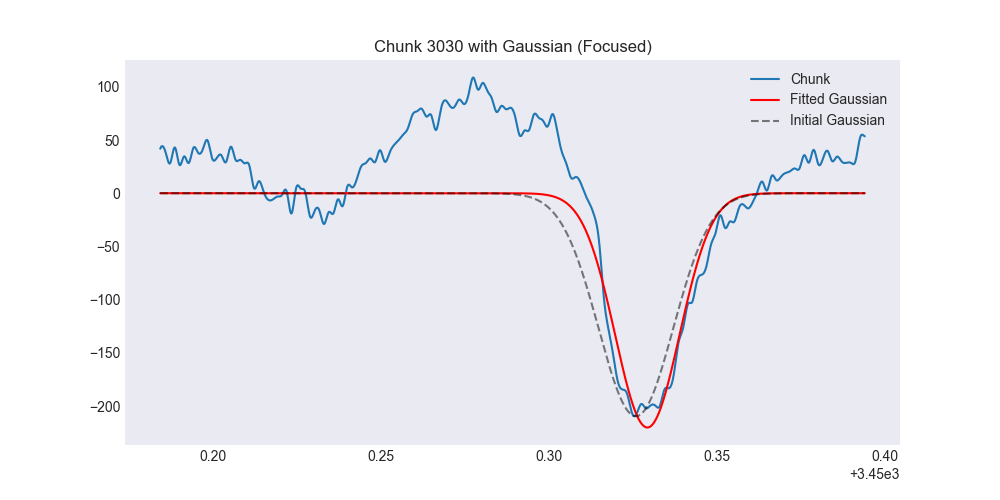 Chunk 3030 with Gaussian (Focused)
Chunk
Fitted Gaussian
Initial Gaussian
100
50
0
−50
−100
−150
−200
0.20 0.25 0.30 0.35 0.40
+3.45e3